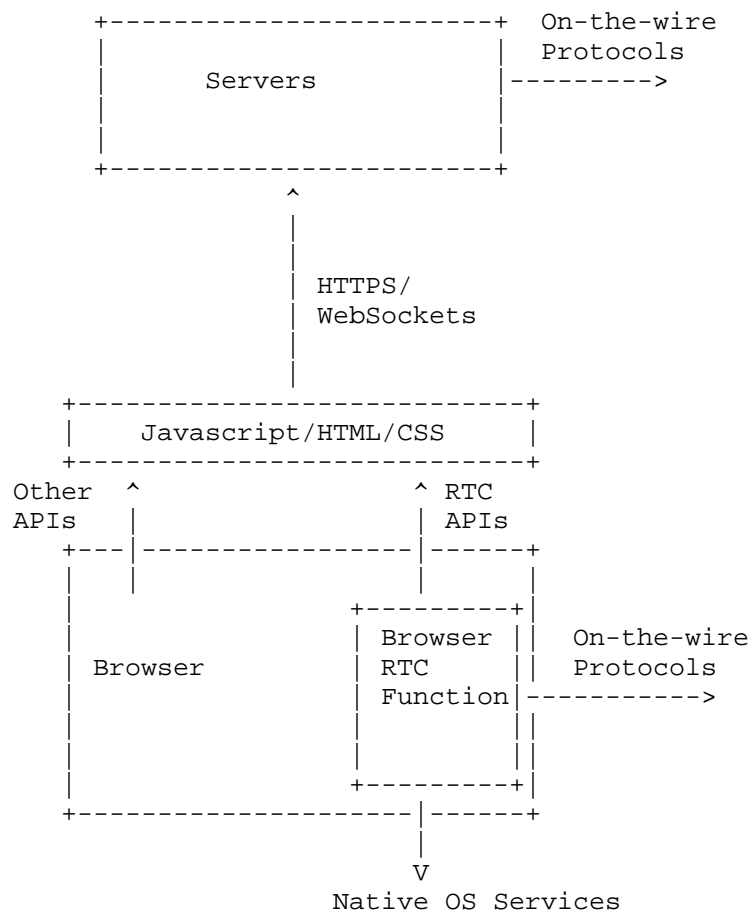 On-the-wire
Protocols
Servers
HTTPS/
WebSockets
Javascript/HTML/CSS
Other
APIs
RTC
APIs
Browser
RTC
Function
Browser
On-the-wire
Protocols
Native OS Services